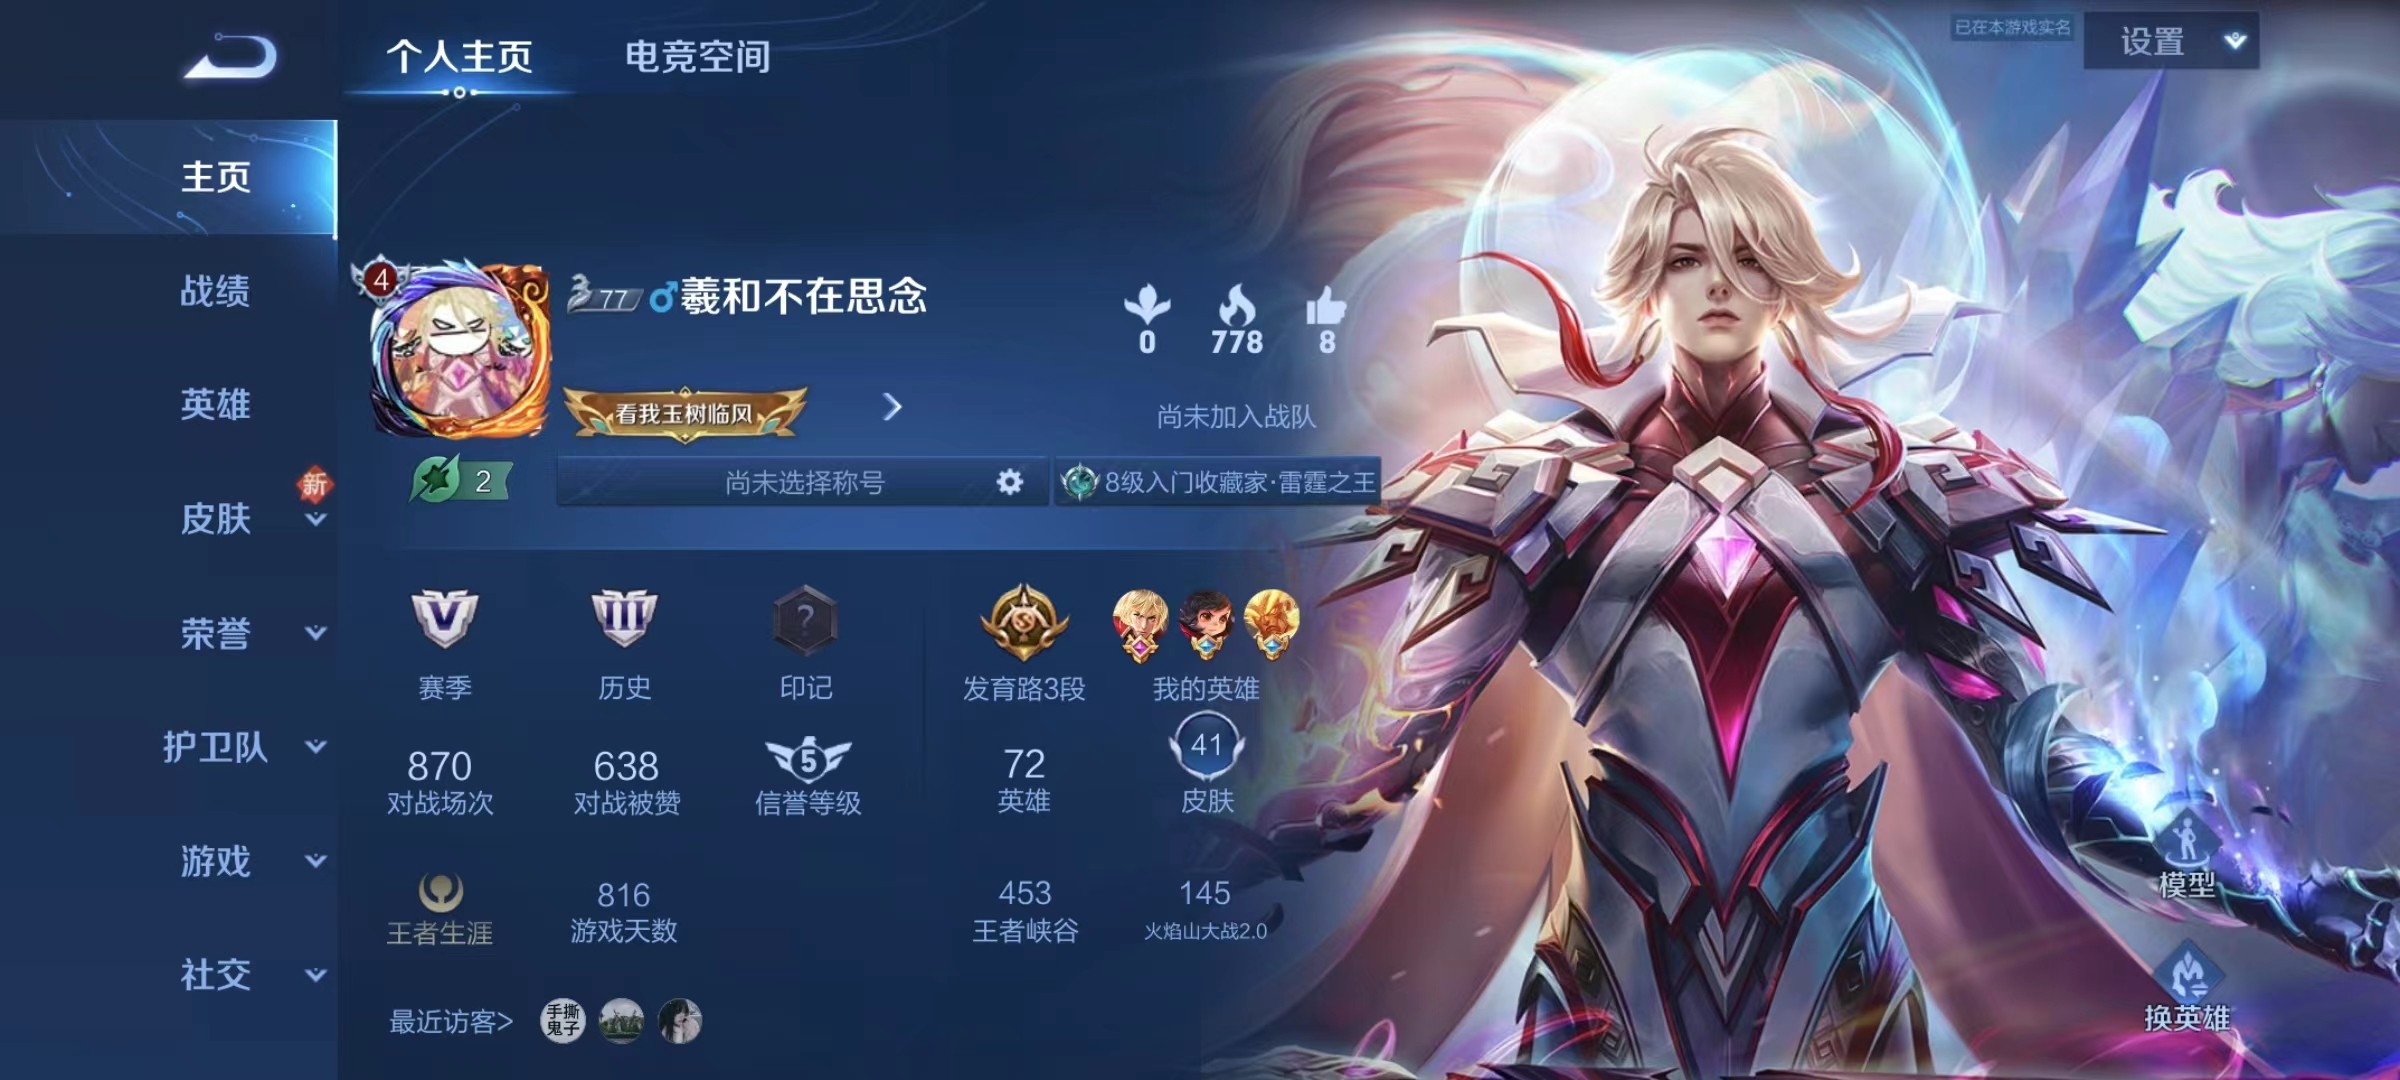 个人主页
电竞空间
已在本游戏实名
设置
主页
战绩
英雄
新
皮肤
荣誉
护卫队
游戏
社交
4
77
羲和不在思念
0
778
8
看我玉树临风
尚未加入战队
2
尚未选择称号
8级入门收藏家·雷霆之王
V
III
?
赛季
历史
印记
发育路3段
我的英雄
870
对战场次
638
对战被赞
5
信誉等级
72
英雄
41
皮肤
王者生涯
816
游戏天数
453
王者峡谷
145
火焰山大战2.0
最近访客>
手撕
鬼子
模型
换英雄